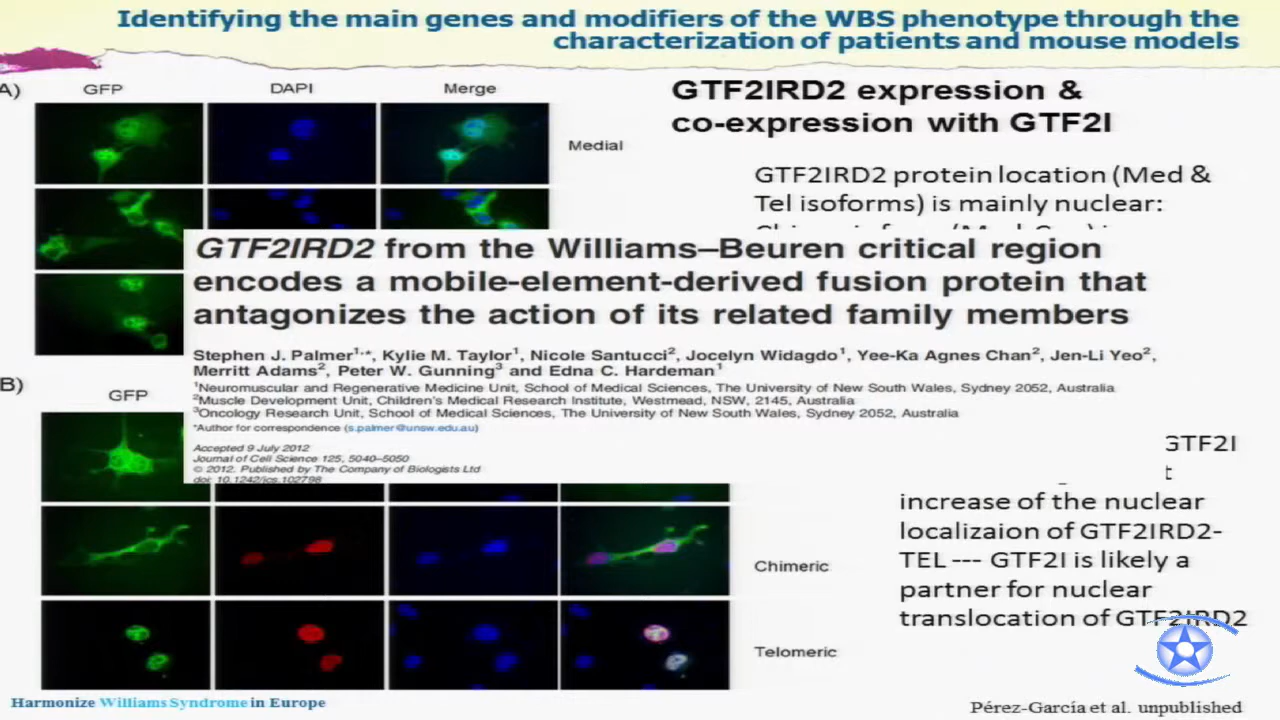 Identifying the main genes and modifiers of the WBS phenotype through the
characterization of patients and mouse models
A)
GFP
DAPI
Merge
Medial
GTF2IRD2 expression &
co-expression with GTF2I
GTF2IRD2 protein location (Med &
Tel isoforms) is mainly nuclear:
GTF2IRD2 from the Williams–Beuren critical region
encodes a mobile-element-derived fusion protein that
antagonizes the action of its related family members
Stephen J. Palmer1,*, Kylie M. Taylor1, Nicole Santucci2, Jocelyn Widagdo1, Yee-Ka Agnes Chan2, Jen-Li Yeo2,
Merritt Adams2, Peter W. Gunning3 and Edna C. Hardeman1
1Neuromuscular and Regenerative Medicine Unit, School of Medical Sciences, The University of New South Wales, Sydney 2052, Australia
2Muscle Development Unit, Children's Medical Research Institute, Westmead, NSW, 2145, Australia
3Oncology Research Unit, School of Medical Sciences, The University of New South Wales, Sydney 2052, Australia
*Author for correspondence (s.palmer@unsw.edu.au)
Accepted 9 July 2012
Journal of Cell Science 125, 5040–5050
© 2012. Published by The Company of Biologists Ltd
doi: 10.1242/jcs.102798
B)
GFP
GTF2I
t
increase of the nuclear
localizaion of GTF2IRD2-
TEL --- GTF2I is likely a
partner for nuclear
translocation of GTF2IRD2
Chimeric
Telomeric
Harmonize Williams Syndrome in Europe
Pérez-García et al. unpublished